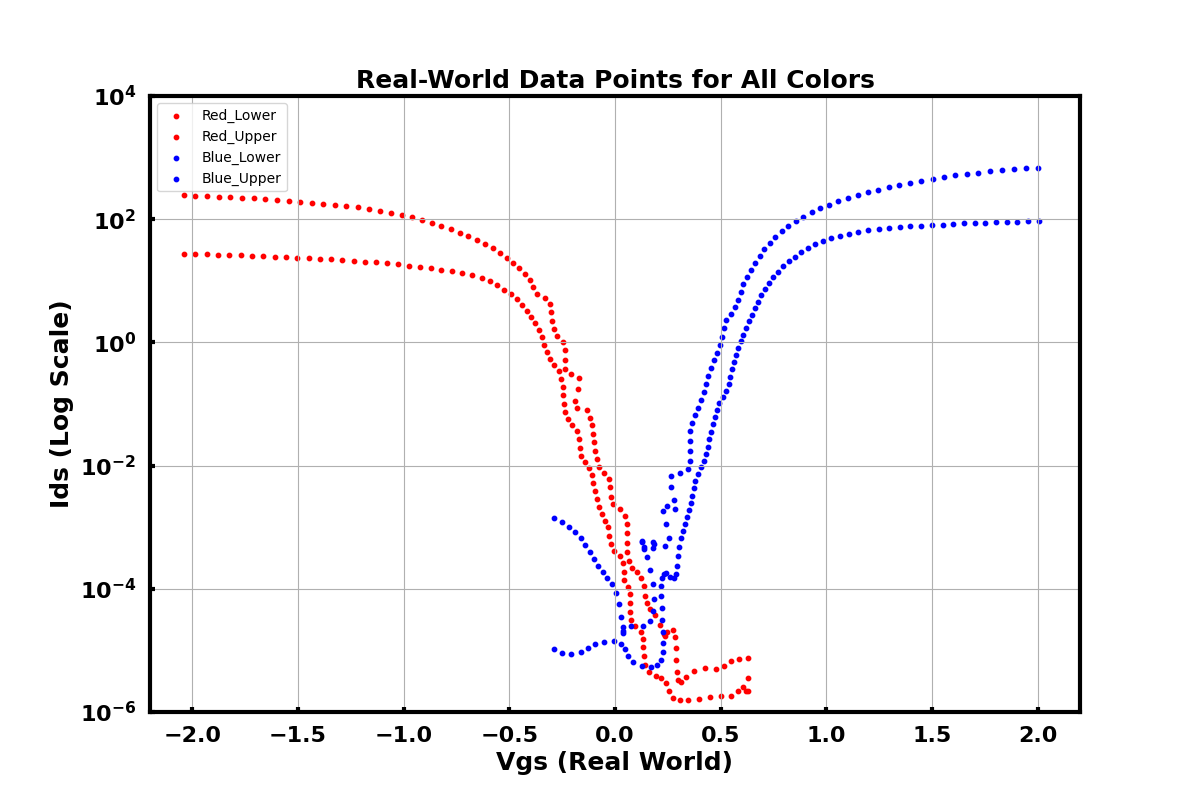 Real-World Data Points for All Colors
Red_Lower
Red_Upper
Blue_Lower
Blue_Upper
Ids (Log Scale)
10^4
10^2
10^0
10^−2
10^−4
10^−6
−2.0 −1.5 −1.0 −0.5 0.0 0.5 1.0 1.5 2.0
Vgs (Real World)